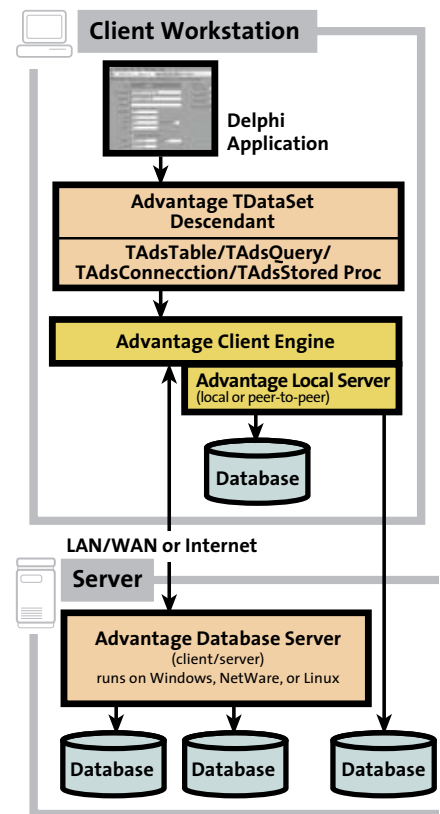 Client Workstation
Delphi
Application
Advantage TDataSet
Descendant
TAdsTable/TAdsQuery/
TAdsConnecction/TAdsStored Proc
Advantage Client Engine
Advantage Local Server
(local or peer-to-peer)
Database
LAN/WAN or Internet
Server
Advantage Database Server
(client/server)
runs on Windows, NetWare, or Linux
Database
Database
Database